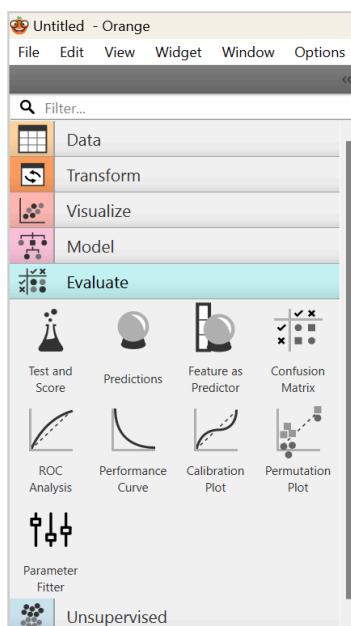 Untitled - Orange
File Edit View Widget Window Options
Filter...
Data
Transform
Visualize
Model
Evaluate
Test and
Score
Predictions
Feature as
Predictor
Confusion
Matrix
ROC
Analysis
Performance
Curve
Calibration
Plot
Permutation
Plot
Parameter
Fitter
Unsupervised